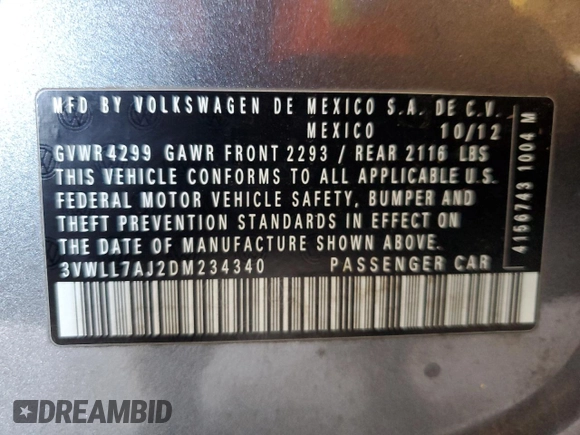 MFD BY VOLKSWAGEN DE MEXICO S.A. DE C.V.
MEXICO 10/12
GVWR 4299 GAWR FRONT 2293 / REAR 2116 LBS
THIS VEHICLE CONFORMS TO ALL APPLICABLE U.S.
FEDERAL MOTOR VEHICLE SAFETY, BUMPER AND
THEFT PREVENTION STANDARDS IN EFFECT ON
THE DATE OF MANUFACTURE SHOWN ABOVE.
3VWLL7AJ2DM234340 PASSENGER CAR
4156743 1004 M
DREAMBID